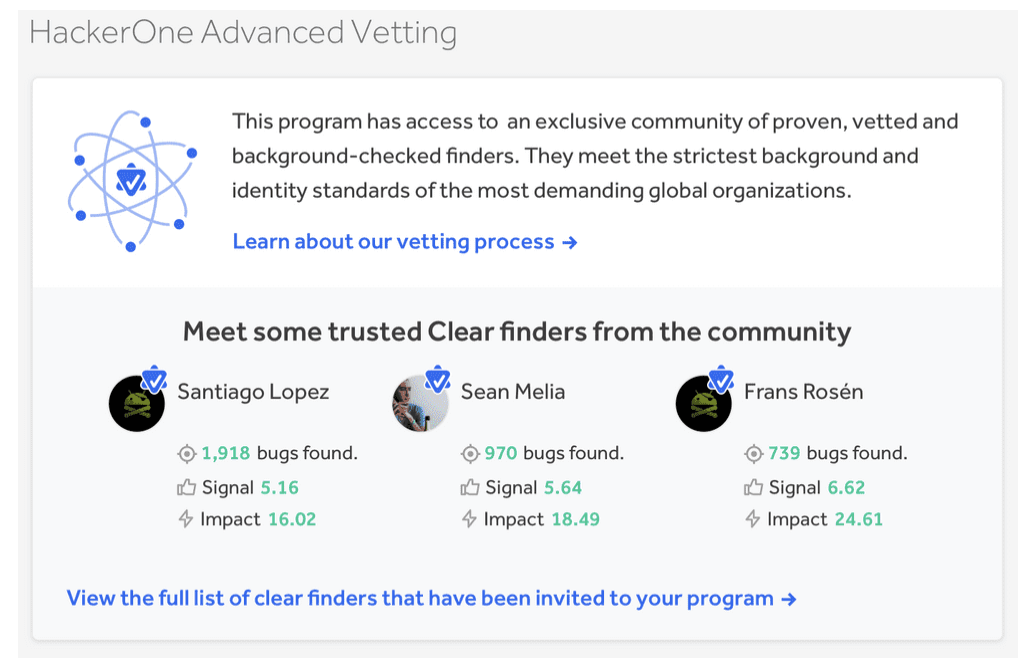 HackerOne Advanced Vetting
This program has access to an exclusive community of proven, vetted and
background-checked finders. They meet the strictest background and
identity standards of the most demanding global organizations.
Learn about our vetting process →
Meet some trusted Clear finders from the community
Santiago Lopez
1,918 bugs found.
Signal 5.16
Impact 16.02
Sean Melia
970 bugs found.
Signal 5.64
Impact 18.49
Frans Rosén
739 bugs found.
Signal 6.62
Impact 24.61
View the full list of clear finders that have been invited to your program →